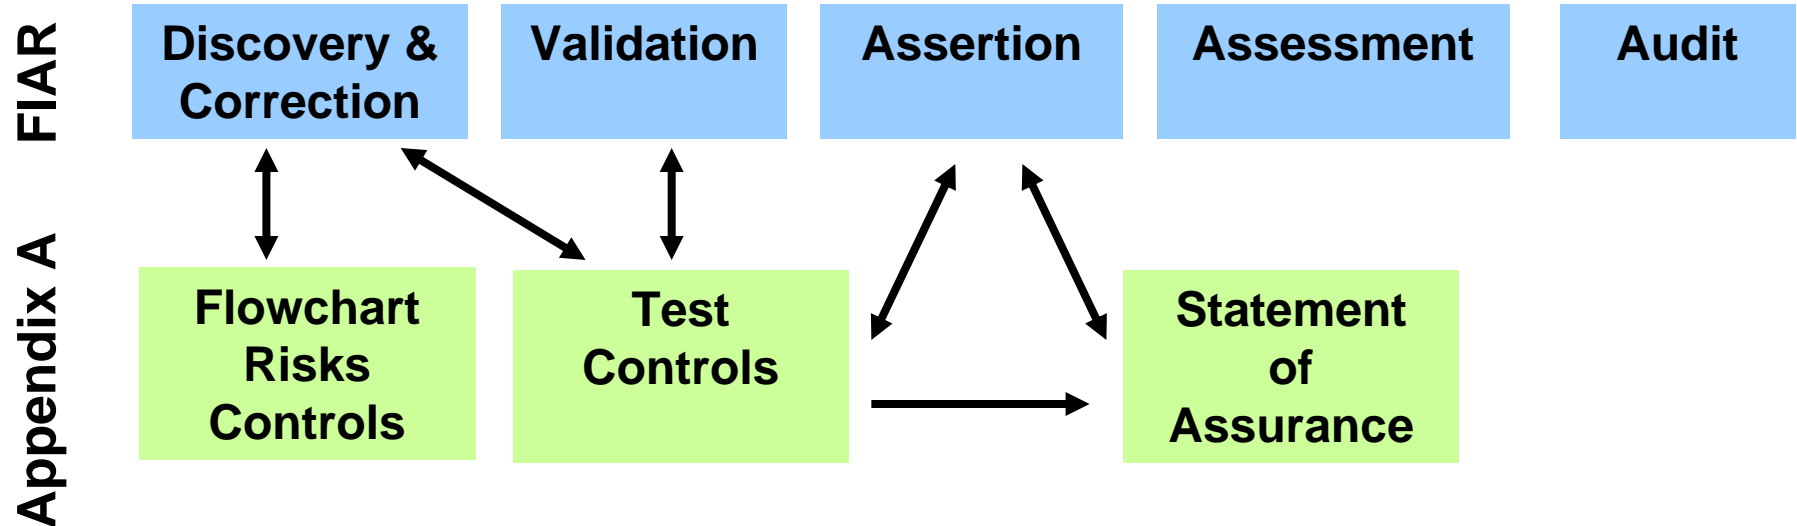 FIAR
Discovery &
Correction
Validation
Assertion
Assessment
Audit
Appendix A
Flowchart
Risks
Controls
Test
Controls
Statement
of
Assurance